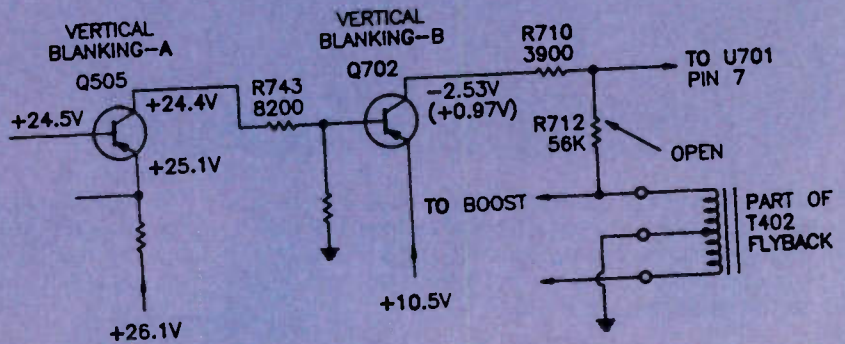 VERTICAL
BLANKING-A
Q505
VERTICAL
BLANKING-B
Q702
R710
3900
TO U701
PIN 7
R743
8200
+24.4V
+24.5V
+25.1V
-2.53V
(+0.97V)
R712
56K
OPEN
TO BOOST
PART OF
T402
FLYBACK
+10.5V
+26.1V